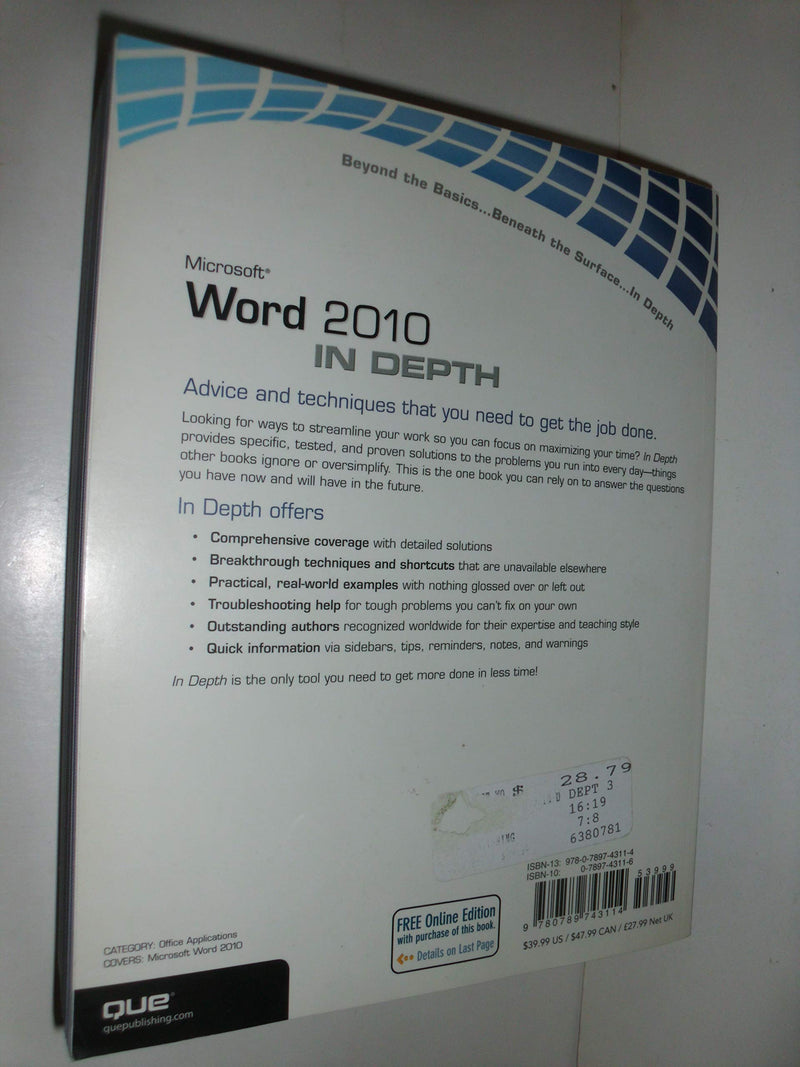 Beyond the Basics...Beneath the Surface...In Depth
Microsoft®
Word 2010
IN DEPTH
Advice and techniques that you need to get the job done.
Looking for ways to streamline your work so you can focus on maximizing your time? In Depth
provides specific, tested, and proven solutions to the problems you run into every day—things
other books ignore or oversimplify. This is the one book you can rely on to answer the questions
you have now and will have in the future.
In Depth offers
• Comprehensive coverage with detailed solutions
• Breakthrough techniques and shortcuts that are unavailable elsewhere
• Practical, real-world examples with nothing glossed over or left out
• Troubleshooting help for tough problems you can't fix on your own
• Outstanding authors recognized worldwide for their expertise and teaching style
• Quick information via sidebars, tips, reminders, notes, and warnings
In Depth is the only tool you need to get more done in less time!
$ 28.79
DEPT 3
16:19
7:8
6380781
ISBN-13: 978-0-7897-4311-4
ISBN-10: 0-7897-4311-6
53999
9 780789 743114
$39.99 US / $47.99 CAN / £27.99 Net UK
FREE Online Edition
with purchase of this book.
Details on Last Page
CATEGORY: Office Applications
COVERS: Microsoft Word 2010
que®
quepublishing.com